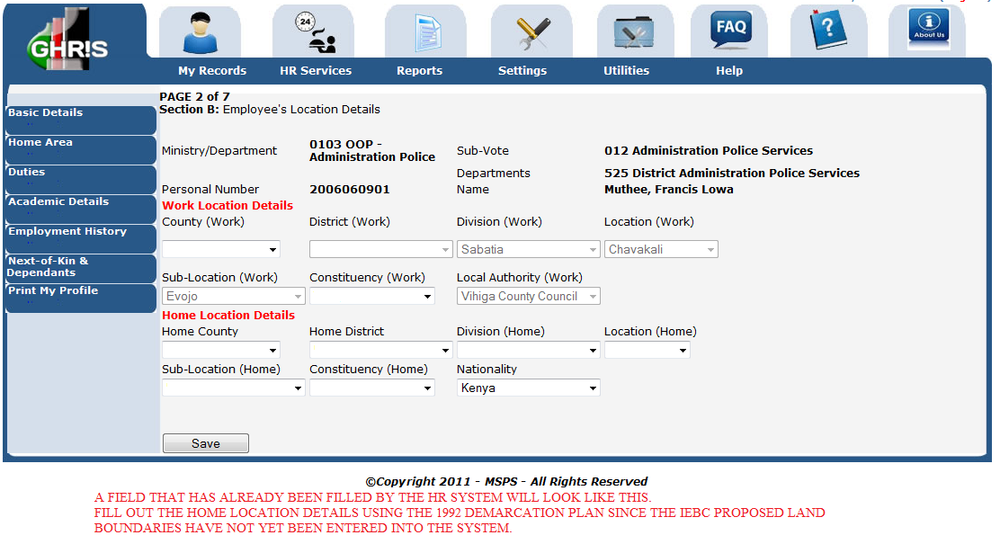 GHR!S
24
FAQ
?
i
About Us
My Records HR Services Reports Settings Utilities Help
PAGE 2 of 7
Section B: Employee's Location Details
Basic Details
Home Area
Duties
Academic Details
Employment History
Next-of-Kin &
Dependants
Print My Profile
Ministry/Department 0103 OOP -
Administration Police Sub-Vote 012 Administration Police Services
Departments 525 District Administration Police Services
Personal Number 2006060901 Name Muthee, Francis Lowa
Work Location Details
County (Work) District (Work) Division (Work) Location (Work)
Sabatia Chavakali
Sub-Location (Work) Constituency (Work) Local Authority (Work)
Evojo Vihiga County Council
Home Location Details
Home County Home District Division (Home) Location (Home)
Sub-Location (Home) Constituency (Home) Nationality
Kenya
Save
©Copyright 2011 - MSPS - All Rights Reserved
A FIELD THAT HAS ALREADY BEEN FILLED BY THE HR SYSTEM WILL LOOK LIKE THIS.
FILL OUT THE HOME LOCATION DETAILS USING THE 1992 DEMARCATION PLAN SINCE THE IEBC PROPOSED LAND
BOUNDARIES HAVE NOT YET BEEN ENTERED INTO THE SYSTEM.